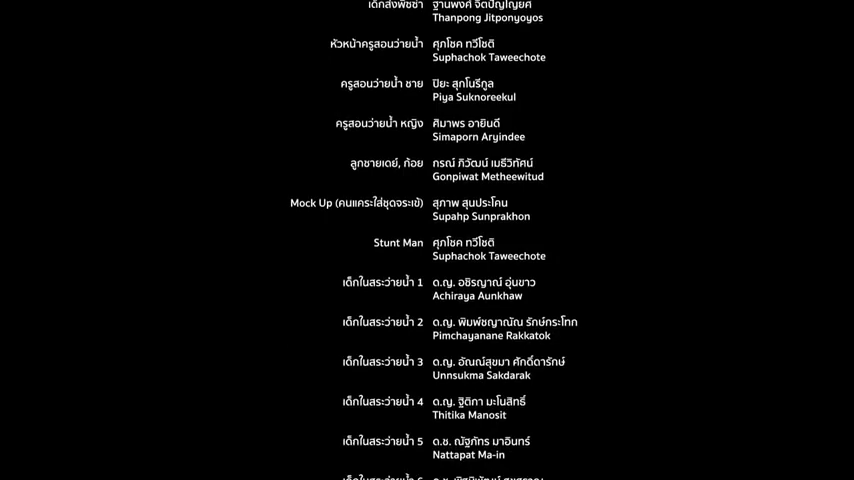 เด็กส่งพิซซ่า ฐานพงศ์ จิตปัญโญยศ
Thanpong Jitponyoyos
หัวหน้าครูสอนว่ายน้ำ ศุภโชค ทวีโชติ
Suphachok Taweechote
ครูสอนว่ายน้ำ ชาย ปิยะ สุกโนรีกูล
Piya Suknoreekul
ครูสอนว่ายน้ำ หญิง ศิมาพร อายินดี
Simaporn Aryindee
ลูกชายเดย์, ก้อย กรณ์ ภิวัฒน์ เมธีวิทัศน์
Gonpiwat Metheewitud
Mock Up (คนแคระใส่ชุดจระเข้) สุภาพ สุนประโคน
Supahp Sunprakhon
Stunt Man ศุภโชค ทวีโชติ
Suphachok Taweechote
เด็กในสระว่ายน้ำ 1 ด.ญ. อชิรญาณ์ อุ่นขาว
Achiraya Aunkhaw
เด็กในสระว่ายน้ำ 2 ด.ญ. พิมพ์ชญาณัณ รักษ์กระโทก
Pimchayanane Rakkatok
เด็กในสระว่ายน้ำ 3 ด.ญ. อัณณ์สุขมา ศักดิ์ดารักษ์
Unnsukma Sakdarak
เด็กในสระว่ายน้ำ 4 ด.ญ. ฐิติกา มะโนสิทธิ์
Thitika Manosit
เด็กในสระว่ายน้ำ 5 ด.ช. ณัฐภัทร มาอินทร์
Nattapat Ma-in